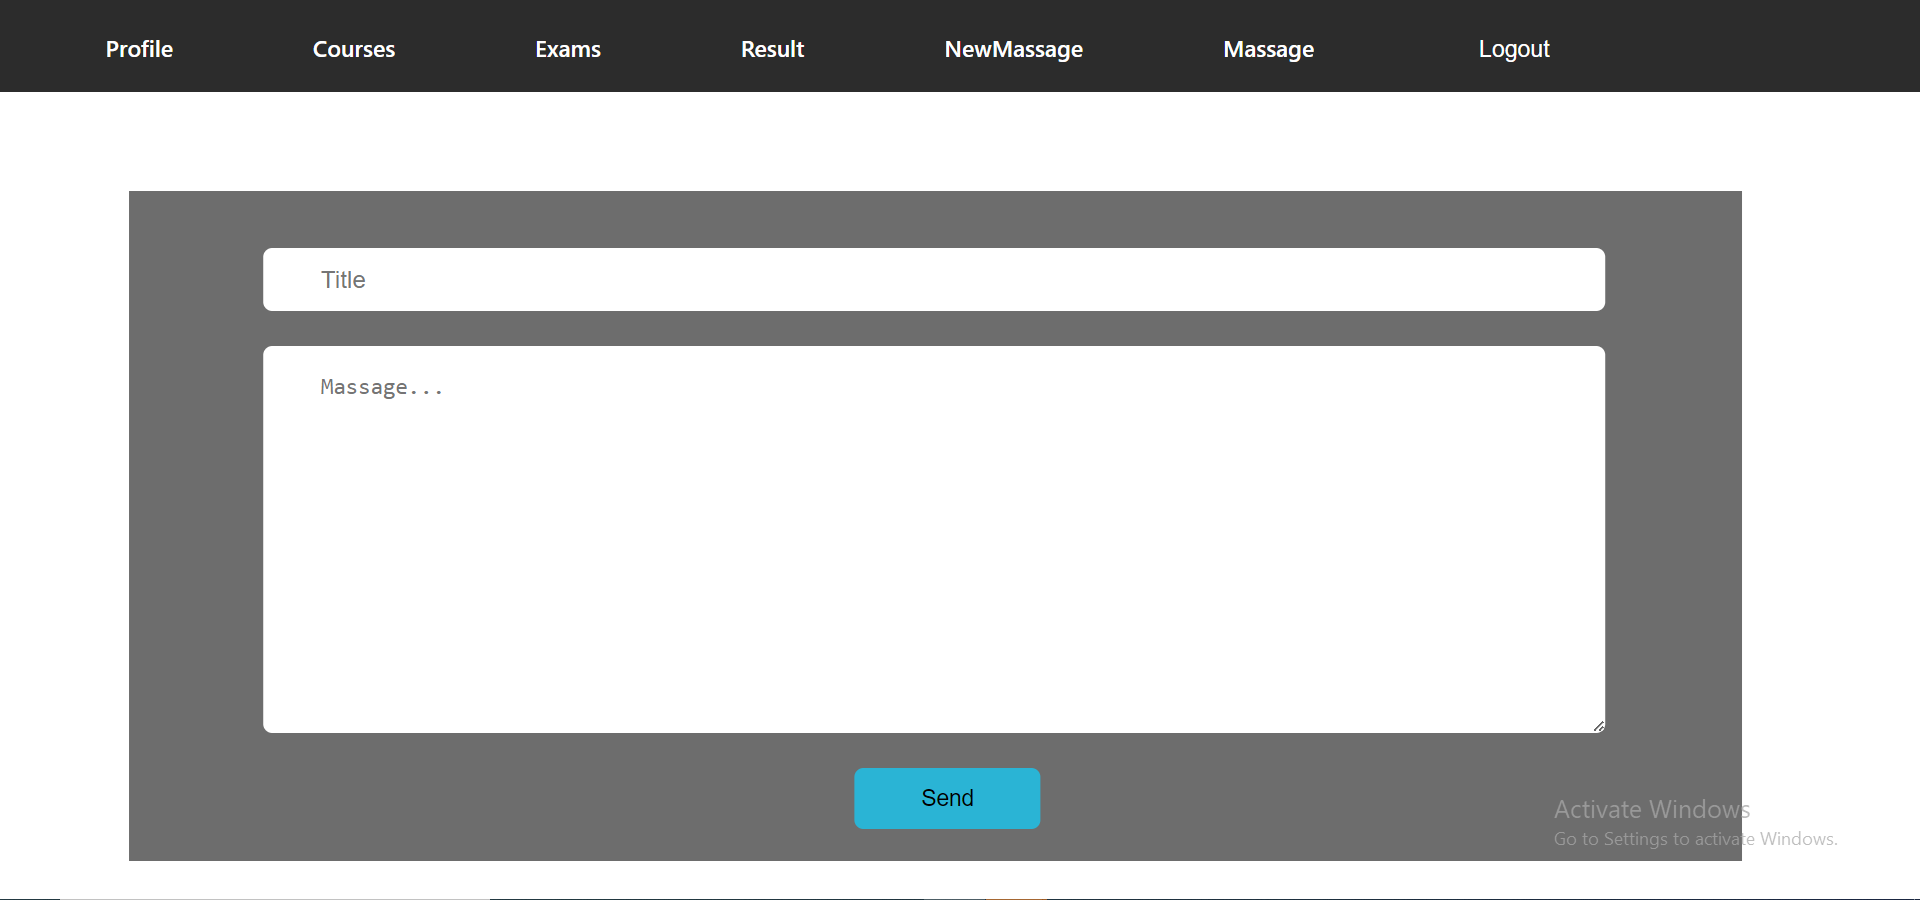 Profile Courses Exams Result NewMassage Massage Logout
Title
Massage...
Send
Activate Windows
Go to Settings to activate Windows.